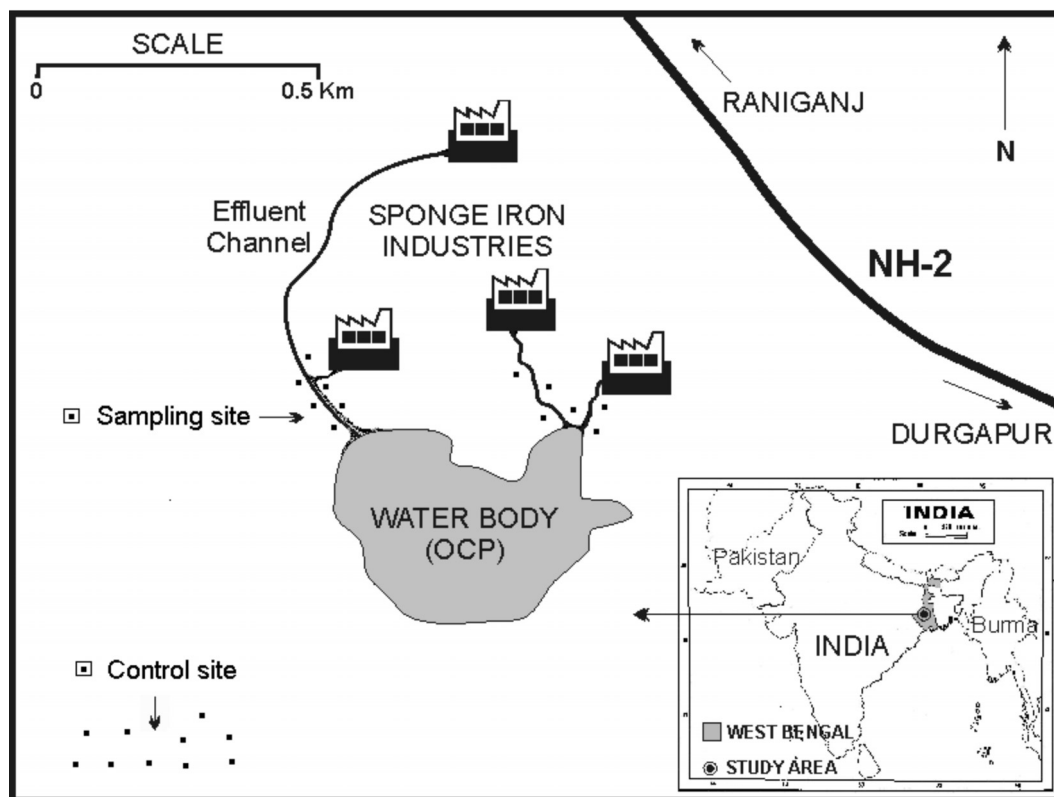 SCALE
0
0.5 Km
RANIGANJ
N
Effluent
Channel
SPONGE IRON
INDUSTRIES
NH-2
Sampling site
DURGAPUR
WATER BODY
(OCP)
INDIA
Scale
Pakistan
INDIA
Burma
Control site
WEST BENGAL
STUDY AREA